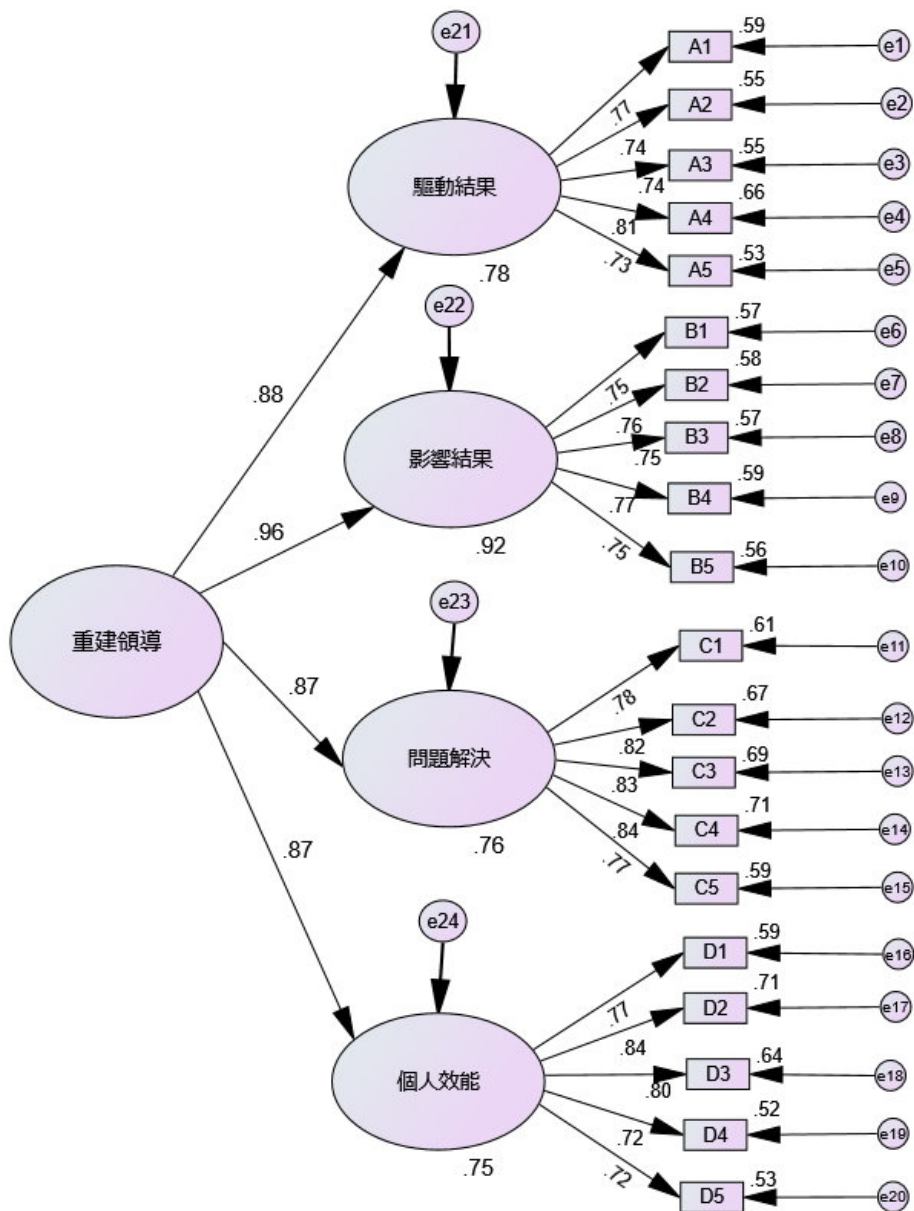 e21
.59
A1
e1
.77
.55
A2
e2
.74
.55
A3
e3
驅動結果
.74
.66
A4
e4
.81
.53
A5
e5
.73
.78
e22
.57
B1
e6
.75
.58
B2
e7
.88
.76
.57
B3
e8
影響結果
.75
.59
B4
e9
.77
.96
.92
.75
.56
B5
e10
e23
重建領導
.61
C1
e11
.87
.78
.67
C2
e12
.82
.69
C3
e13
問題解決
.83
.71
C4
e14
.84
.76
.59
C5
e15
.77
.87
e24
.59
D1
e16
.77
.71
D2
e17
.84
.64
D3
e18
個人效能
.80
.52
D4
e19
.72
.75
.53
D5
e20
.72